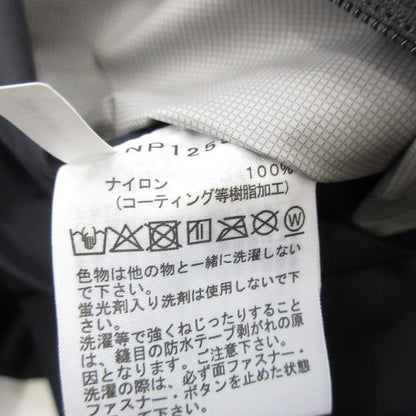 NP125
ナイロン 100%
(コーティング等樹脂加工)
W
色物は他の物と一緒に洗濯しない
で下さい。
蛍光剤入り洗剤は使用しないで下
さい。
洗濯等で強くねじったりすること
は、縫目の防水テープ剥がれの原
因となります。ご注意下さい。
洗濯の際は、必ず面ファスナー・
ファスナー・ボタンを止めた状態